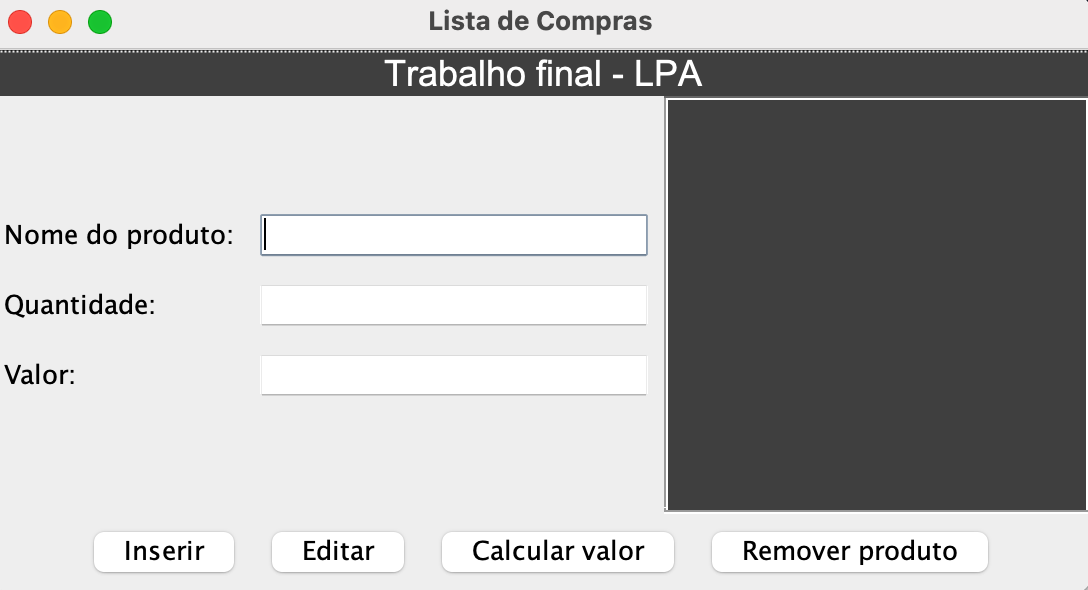 Lista de Compras
Trabalho final - LPA
Nome do produto:
Quantidade:
Valor:
Inserir Editar Calcular valor Remover produto